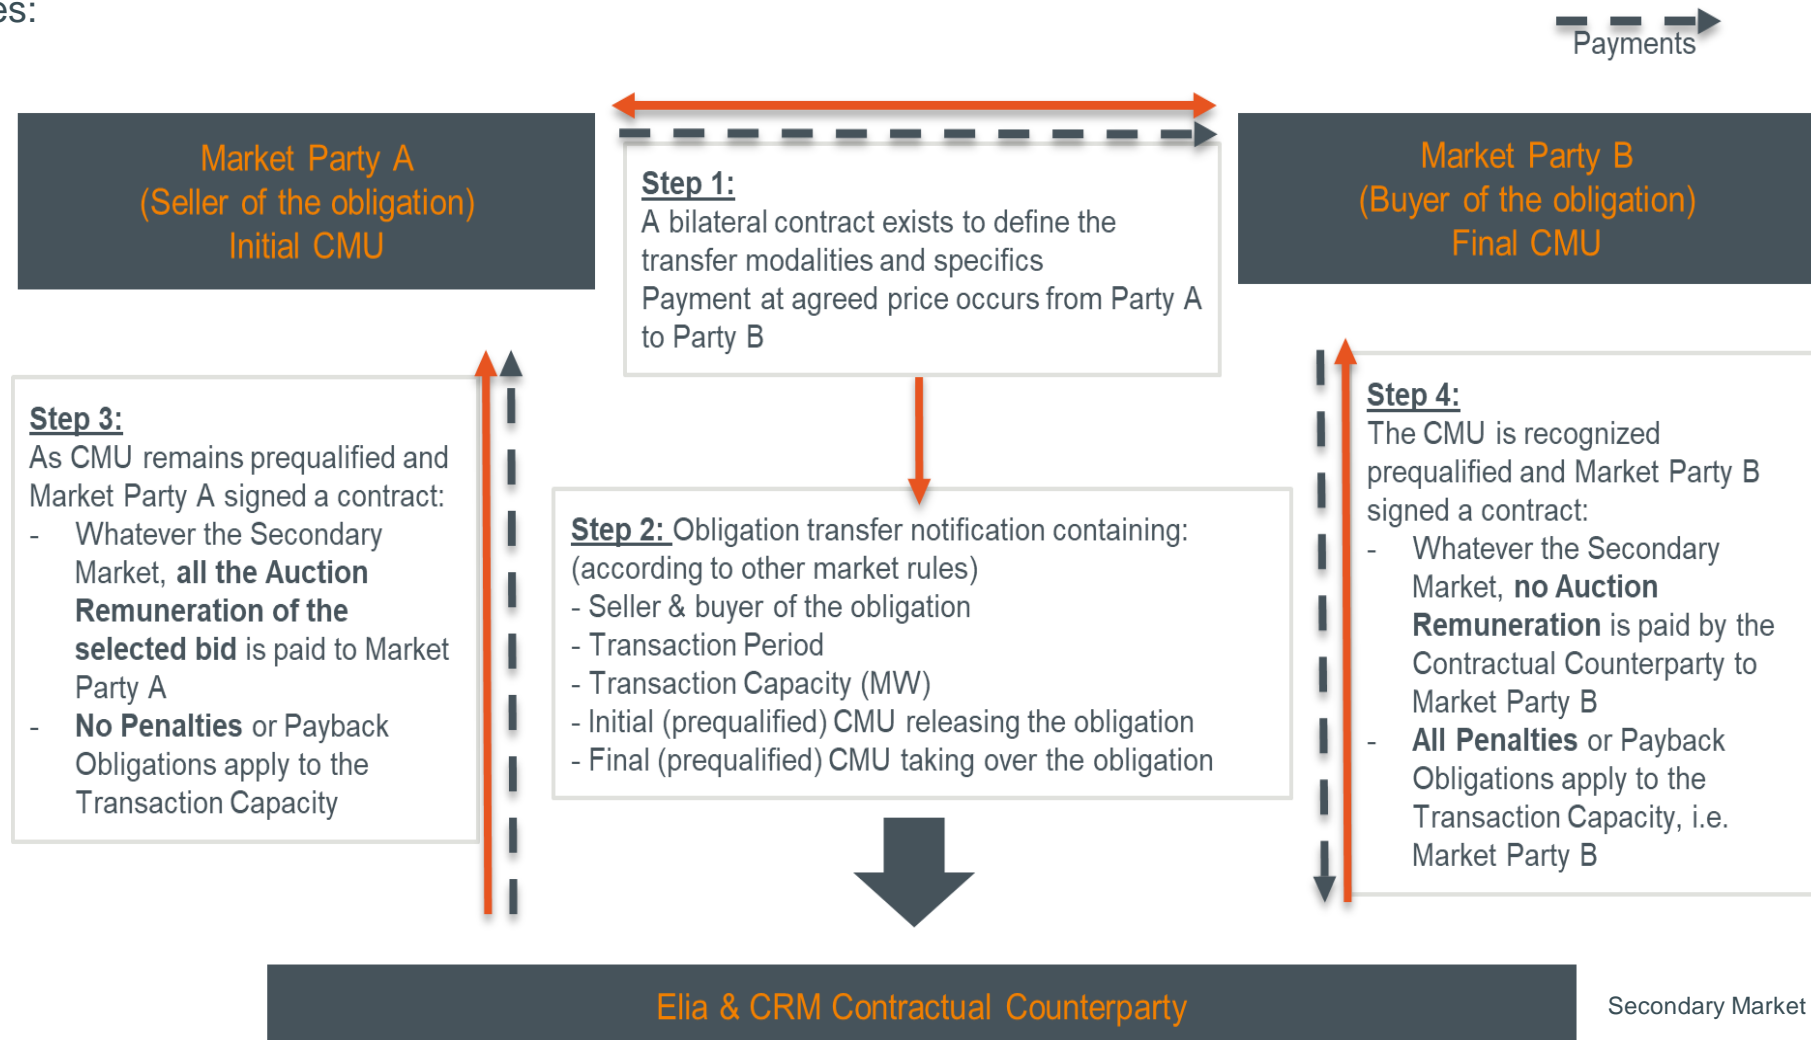 es:
Payments
Market Party A
(Seller of the obligation)
Initial CMU
Step 1:
A bilateral contract exists to define the
transfer modalities and specifics
Payment at agreed price occurs from Party A
to Party B
Market Party B
(Buyer of the obligation)
Final CMU
Step 3:
As CMU remains prequalified and
Market Party A signed a contract:
- Whatever the Secondary
Market, all the Auction
Remuneration of the
selected bid is paid to Market
Party A
- No Penalties or Payback
Obligations apply to the
Transaction Capacity
Step 2: Obligation transfer notification containing:
(according to other market rules)
- Seller & buyer of the obligation
- Transaction Period
- Transaction Capacity (MW)
- Initial (prequalified) CMU releasing the obligation
- Final (prequalified) CMU taking over the obligation
Step 4:
The CMU is recognized
prequalified and Market Party B
signed a contract:
- Whatever the Secondary
Market, no Auction
Remuneration is paid by the
Contractual Counterparty to
Market Party B
- All Penalties or Payback
Obligations apply to the
Transaction Capacity, i.e.
Market Party B
Elia & CRM Contractual Counterparty
Secondary Market